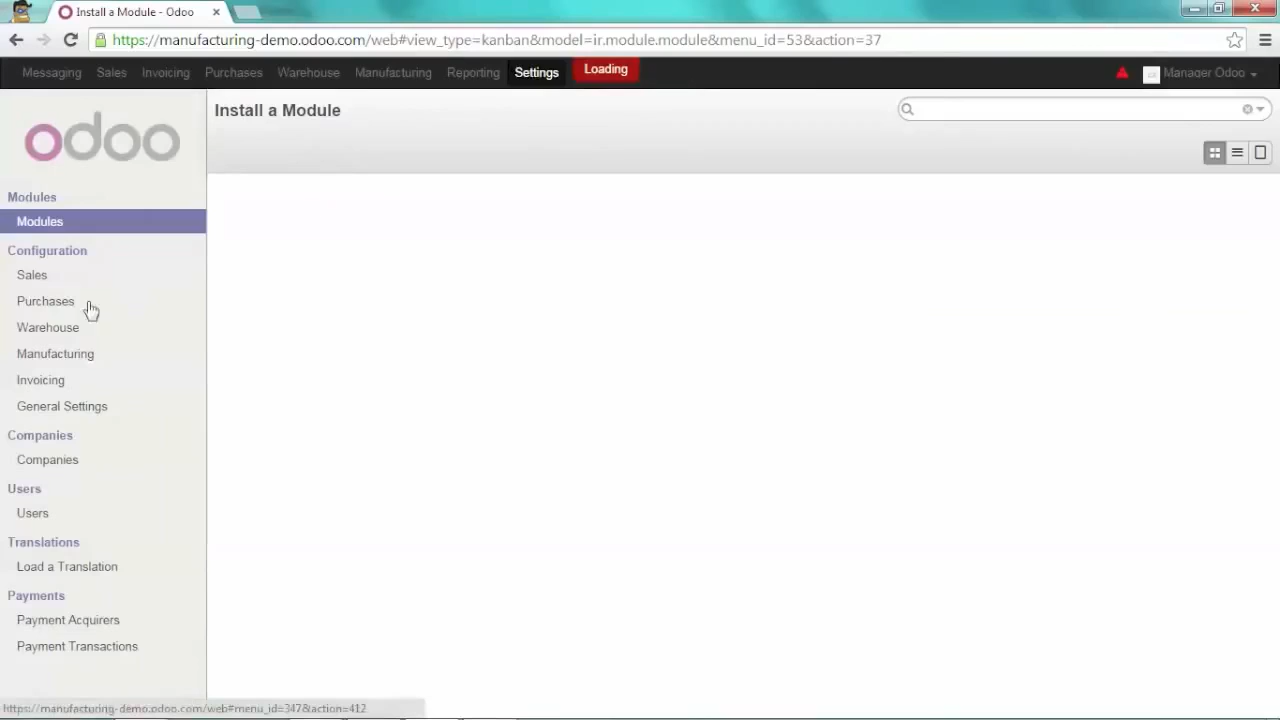 Install a Module - Odoo
https://manufacturing-demo.odoo.com/web#view_type=kanban&model=ir.module.module&menu_id=53&action=37
Messaging Sales Invoicing Purchases Warehouse Manufacturing Reporting Settings Loading Manager Odoo
odoo
Install a Module
Modules
Modules
Configuration
Sales
Purchases
Warehouse
Manufacturing
Invoicing
General Settings
Companies
Companies
Users
Users
Translations
Load a Translation
Payments
Payment Acquirers
Payment Transactions
https://manufacturing-demo.odoo.com/web#menu_id=347&action=412